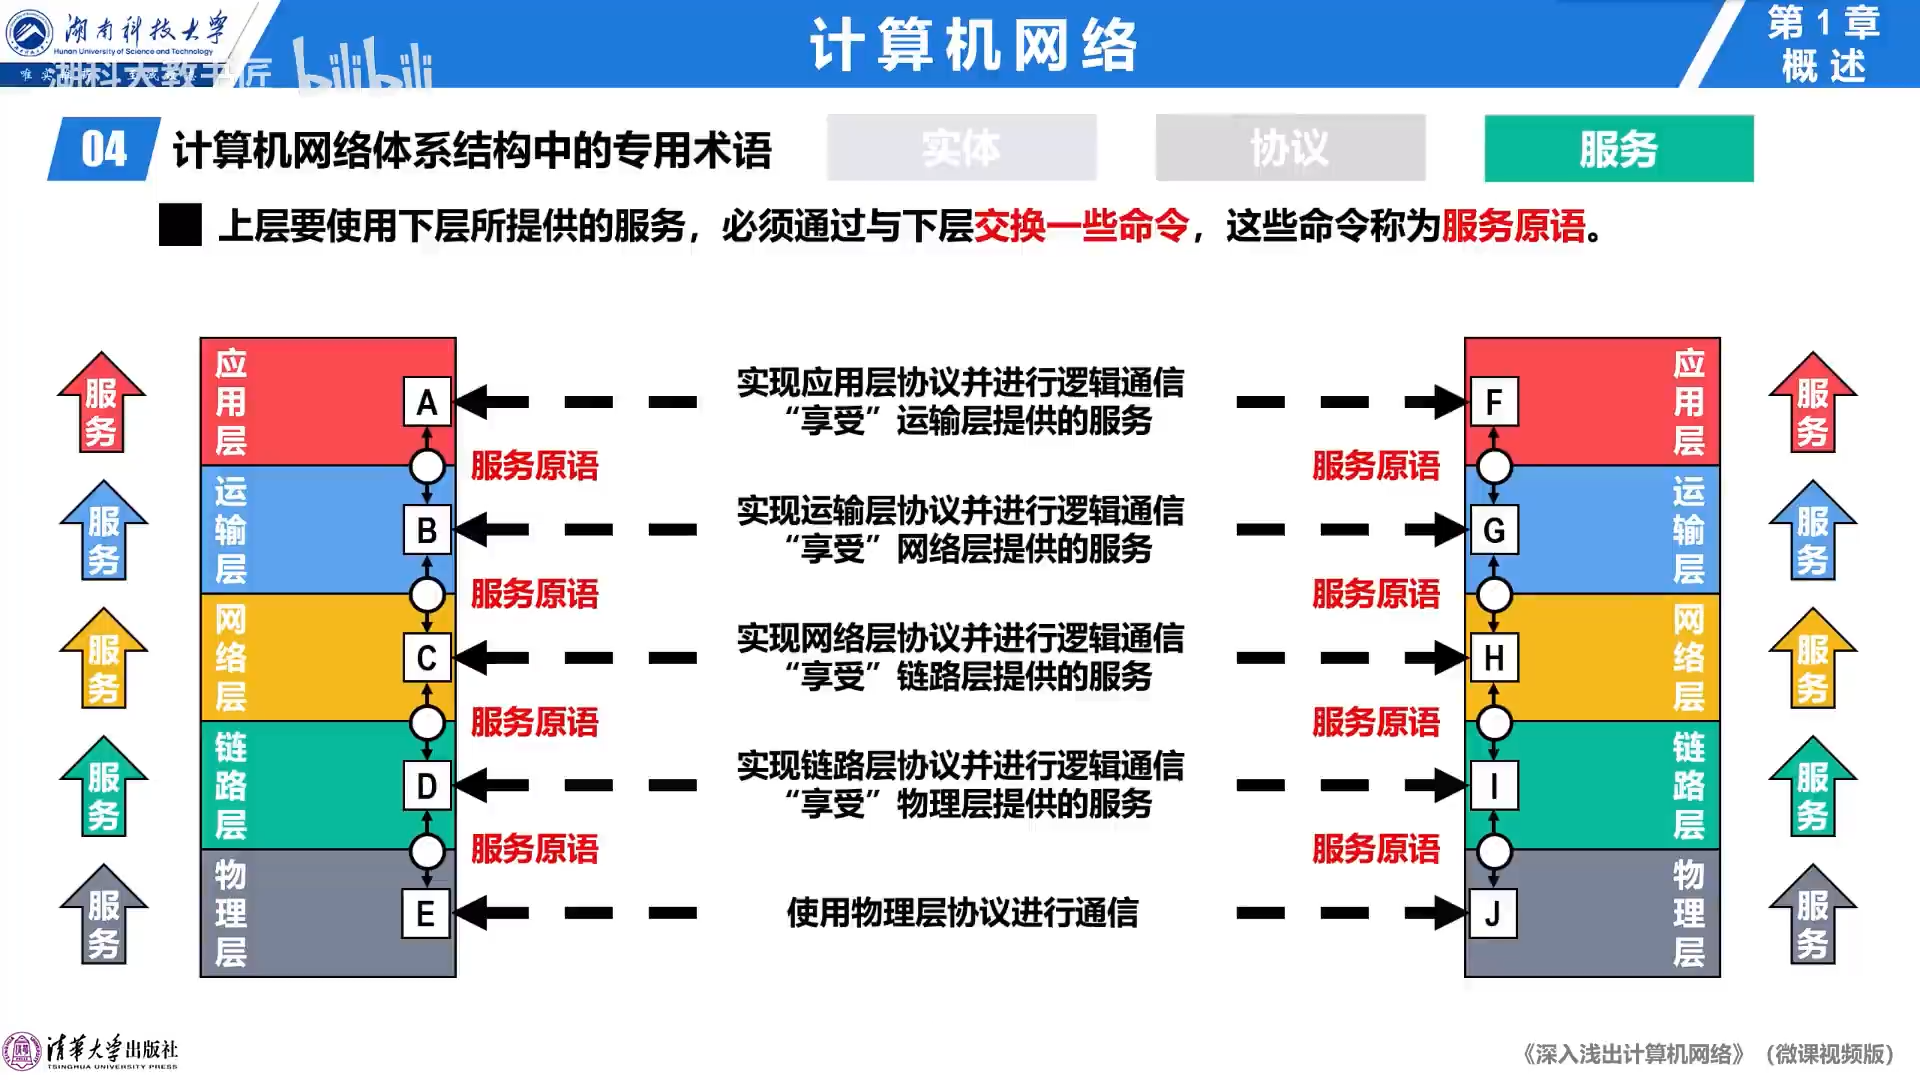 湖南科技大学
Hunan University of Science and Technology
湖科大教书匠
bilibili
计算机网络
第1章
概述
04
计算机网络体系结构中的专用术语
实体
协议
服务
上层要使用下层所提供的服务，必须通过与下层交换一些命令，这些命令称为服务原语。
服务
应用层
A
实现应用层协议并进行逻辑通信
“享受”运输层提供的服务
F
应用层
服务
服务原语
服务原语
服务
运输层
B
实现运输层协议并进行逻辑通信
“享受”网络层提供的服务
G
运输层
服务
服务原语
服务原语
服务
网络层
C
实现网络层协议并进行逻辑通信
“享受”链路层提供的服务
H
网络层
服务
服务原语
服务原语
服务
链路层
D
实现链路层协议并进行逻辑通信
“享受”物理层提供的服务
I
链路层
服务
服务原语
服务原语
服务
物理层
E
使用物理层协议进行通信
J
物理层
服务
清华大学出版社
TSINGHUA UNIVERSITY PRESS
《深入浅出计算机网络》（微课视频版）